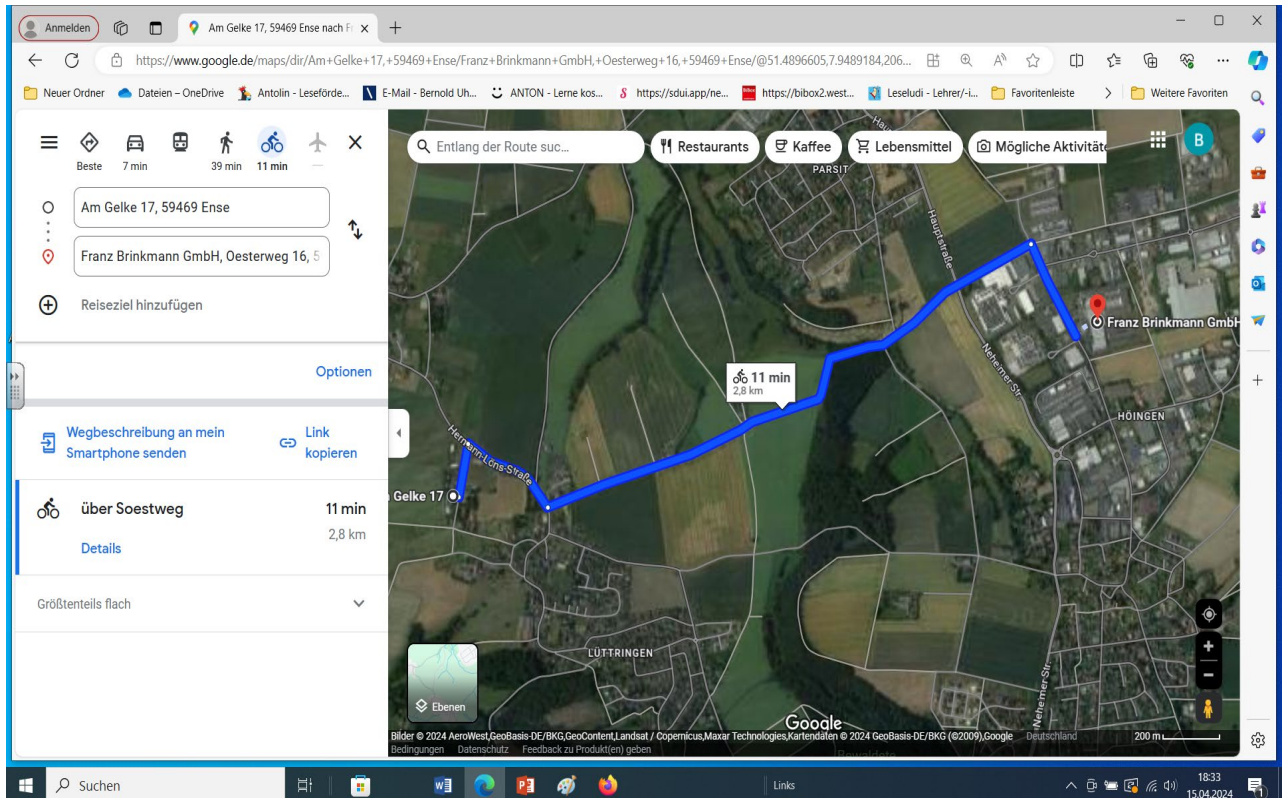 Anmelden
Am Gelke 17, 59469 Ense nach F
https://www.google.de/maps/dir/Am+Gelke+17,+59469+Ense/Franz+Brinkmann+GmbH,+Oesterweg+16,+59469+Ense/@51.4896605,7.9489184,206...
Neuer Ordner
Dateien – OneDrive
Antolin - Leseförde...
E-Mail - Bernold Uh...
ANTON - Lerne kos...
https://sdui.app/ne...
https://bibox2.west...
Leseludi - Lehrer/-i...
Favoritenleiste
Weitere Favoriten
Beste
7 min
39 min
11 min
Am Gelke 17, 59469 Ense
Franz Brinkmann GmbH, Oesterweg 16, 5
Reiseziel hinzufügen
Optionen
Wegbeschreibung an mein
Smartphone senden
Link
kopieren
über Soestweg
11 min
2,8 km
Details
Größtenteils flach
Entlang der Route suc...
Restaurants
Kaffee
Lebensmittel
Mögliche Aktivitäte
B
PARSIT
Hauptstraße
Franz Brinkmann GmbH
11 min
2,8 km
Neheimer Str.
HÖINGEN
Hermann-Löns-Straße
Gelke 17
LÜTTRINGEN
Neheimer Str.
Ebenen
Google
Bilder © 2024 AeroWest,GeoBasis-DE/BKG,GeoContent,Landsat / Copernicus,Maxar Technologies,Kartendaten © 2024 GeoBasis-DE/BKG (©2009),Google
Deutschland
200 m
Bedingungen
Datenschutz
Feedback zu Produkt(en) geben
Suchen
Links
18:33
15.04.2024
1